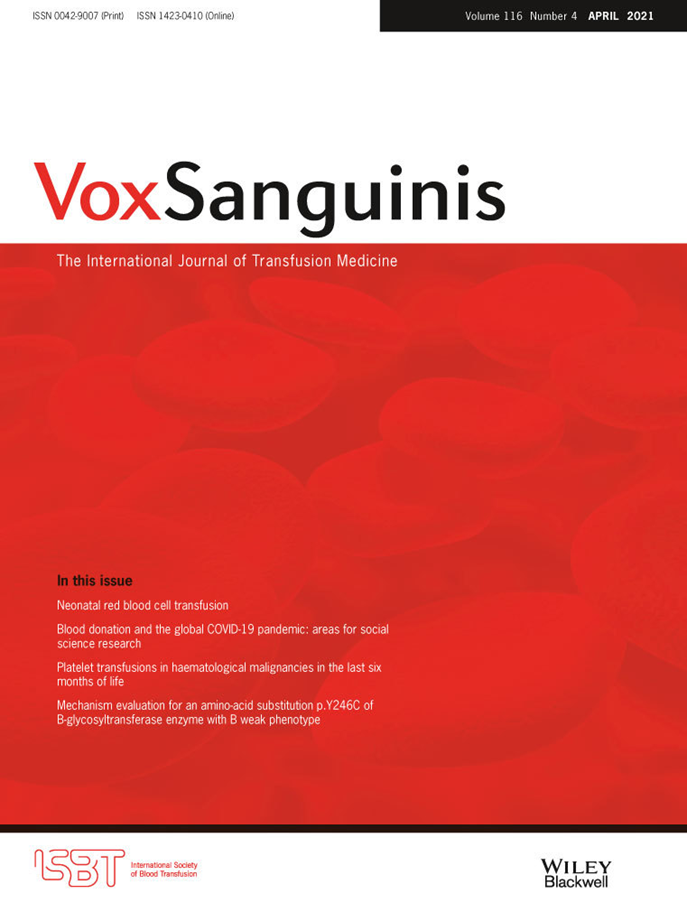 ISSN 0042-9007 (Print) ISSN 1423-0410 (Online)
Volume 116 Number 4 APRIL 2021
VoxSanguinis
The International Journal of Transfusion Medicine
In this issue
Neonatal red blood cell transfusion
Blood donation and the global COVID-19 pandemic: areas for social
science research
Platelet transfusions in haematological malignancies in the last six
months of life
Mechanism evaluation for an amino-acid substitution p.Y246C of
B-glycosyltransferase enzyme with B weak phenotype
ISBT
International Society
of Blood Transfusion
WILEY
Blackwell